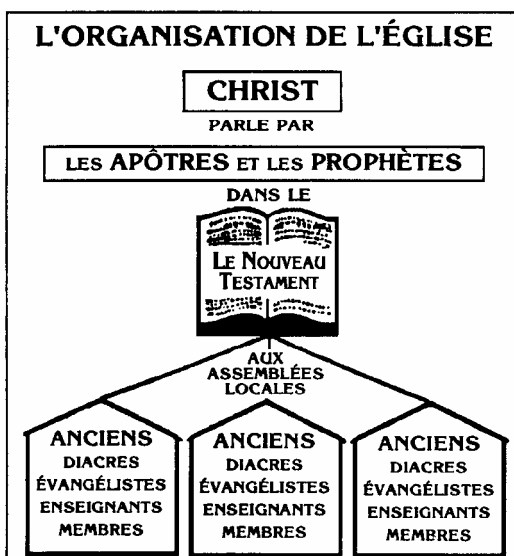 L'ORGANISATION DE L'ÉGLISE
CHRIST
PARLE PAR
LES APÔTRES ET LES PROPHÈTES
DANS LE
LE NOUVEAU
TESTAMENT
AUX
ASSEMBLÉES
LOCALES
ANCIENS
DIACRES
ÉVANGÉLISTES
ENSEIGNANTS
MEMBRES
ANCIENS
DIACRES
ÉVANGÉLISTES
ENSEIGNANTS
MEMBRES
ANCIENS
DIACRES
ÉVANGÉLISTES
ENSEIGNANTS
MEMBRES